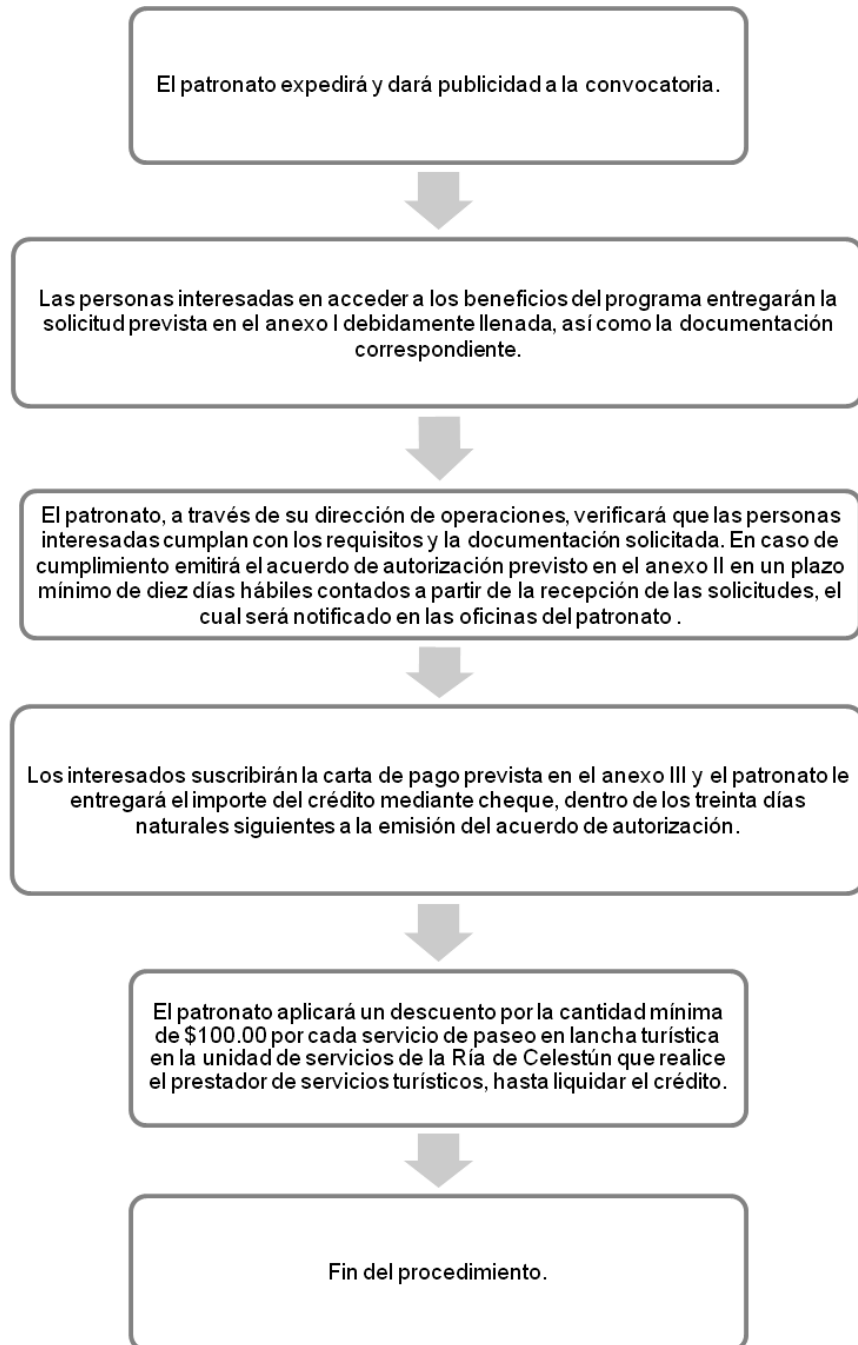 El patronato expedirá y dará publicidad a la convocatoria.
Las personas interesadas en acceder a los beneficios del programa entregarán la
solicitud prevista en el anexo I debidamente llenada, así como la documentación
correspondiente.
El patronato, a través de su dirección de operaciones, verificará que las personas
interesadas cumplan con los requisitos y la documentación solicitada. En caso de
cumplimiento emitirá el acuerdo de autorización previsto en el anexo II en un plazo
mínimo de diez días hábiles contados a partir de la recepción de las solicitudes, el
cual será notificado en las oficinas del patronato .
Los interesados suscribirán la carta de pago prevista en el anexo III y el patronato le
entregará el importe del crédito mediante cheque, dentro de los treinta días
naturales siguientes a la emisión del acuerdo de autorización.
El patronato aplicará un descuento por la cantidad mínima
de $100.00 por cada servicio de paseo en lancha turística
en la unidad de servicios de la Ría de Celestún que realice
el prestador de servicios turísticos, hasta liquidar el crédito.
Fin del procedimiento.